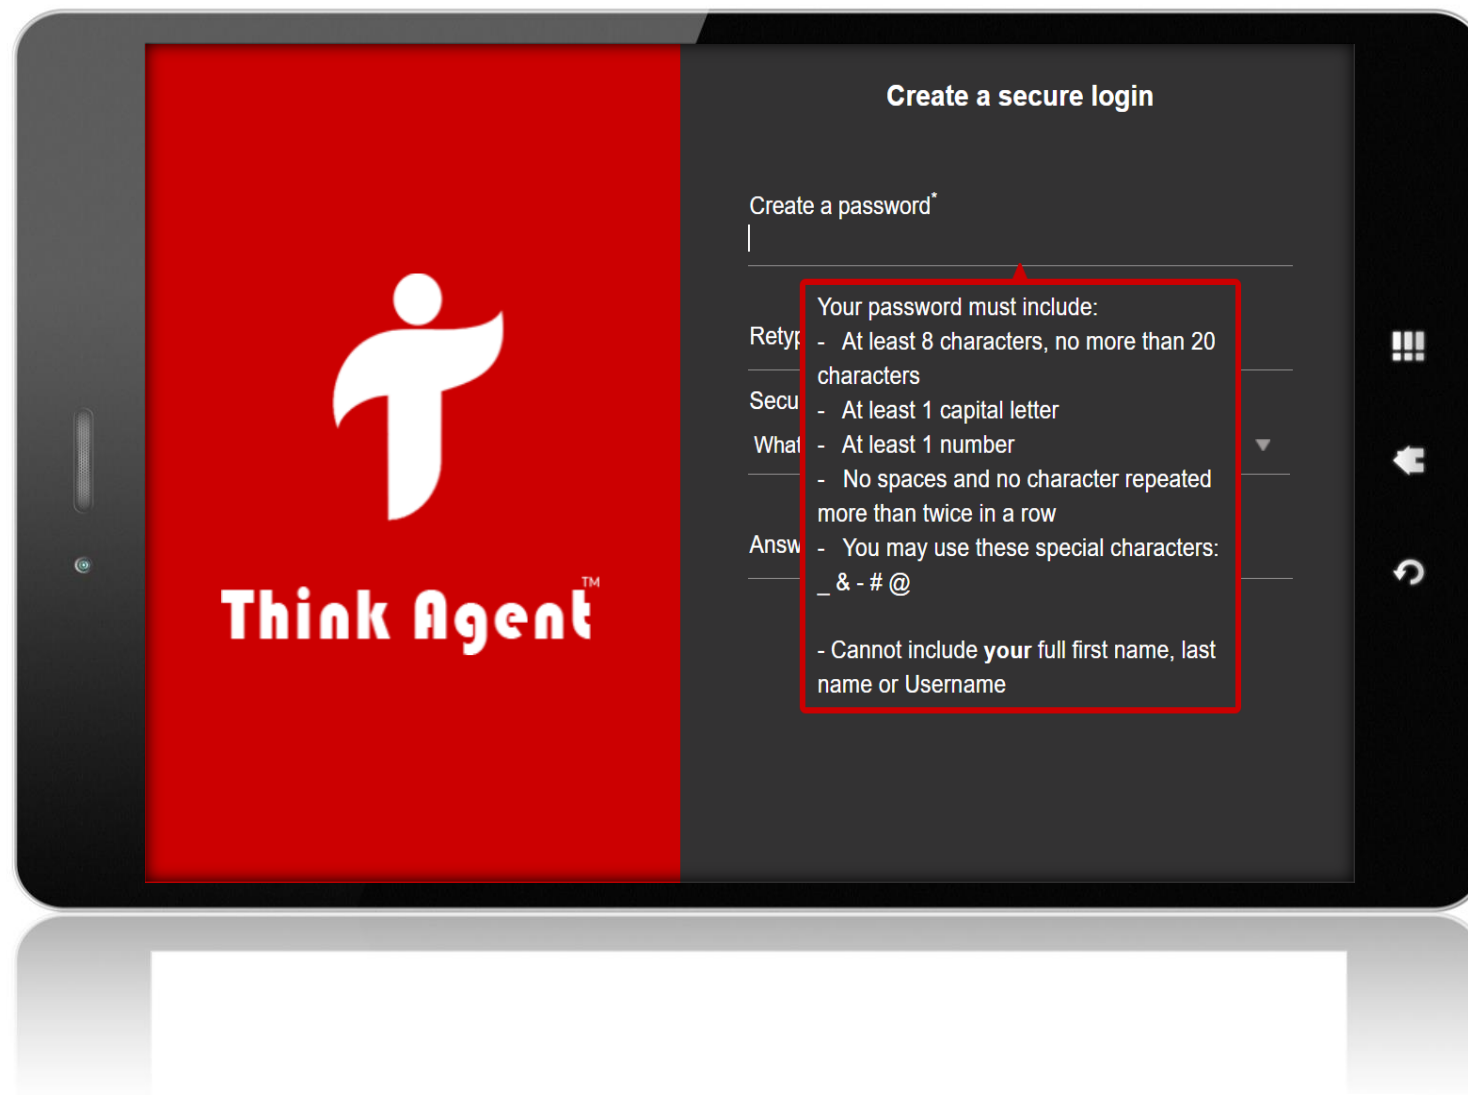 Create a secure login
Create a password*
Your password must include:
- At least 8 characters, no more than 20
characters
- At least 1 capital letter
- At least 1 number
- No spaces and no character repeated
more than twice in a row
- You may use these special characters:
_ & - # @
- Cannot include your full first name, last
name or Username
What
Think Agent™